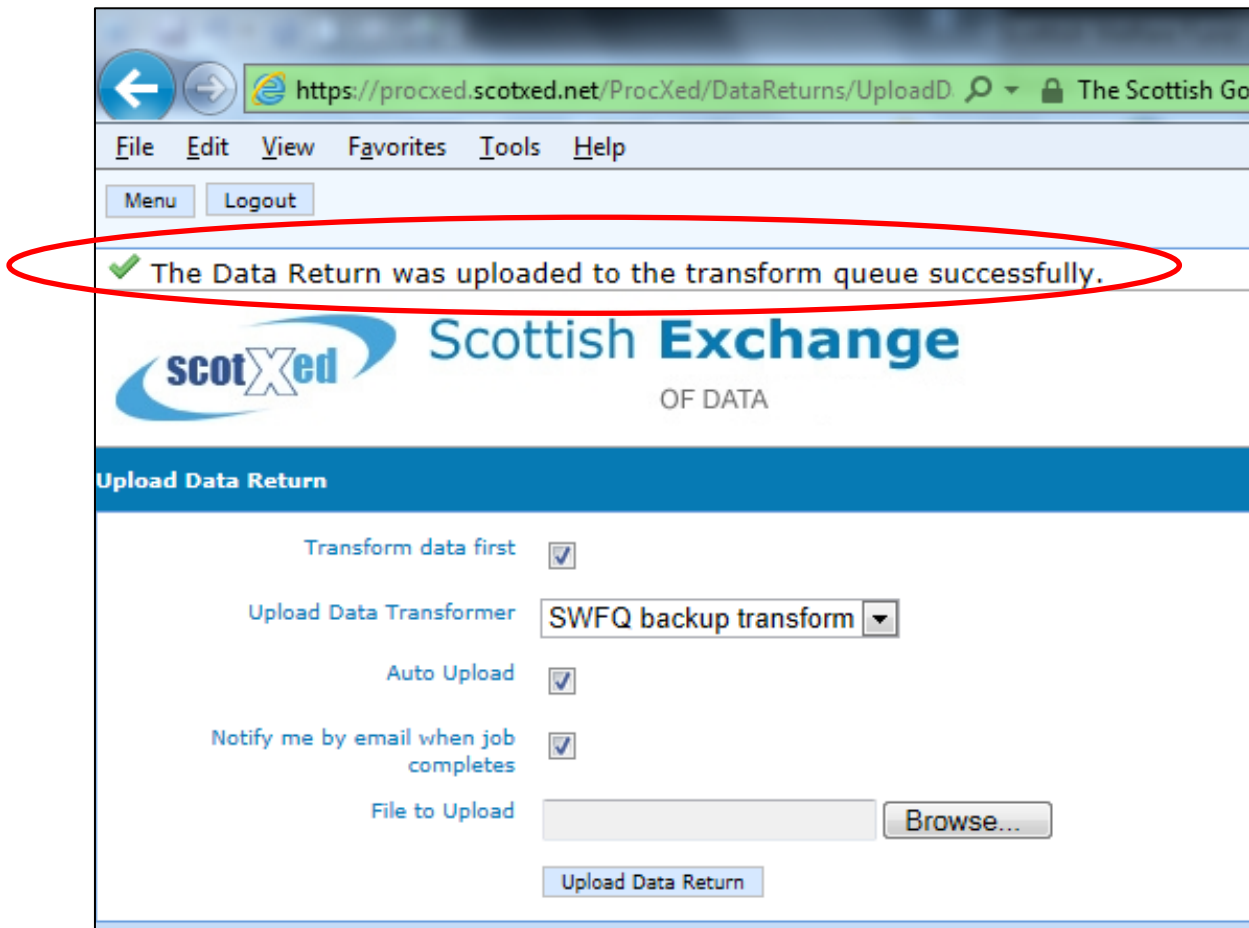 https://procxed.scotxed.net/ProcXed/DataReturns/UploadD The Scottish Go
File Edit View Favorites Tools Help
Menu Logout
The Data Return was uploaded to the transform queue successfully.
scotXed Scottish Exchange
OF DATA
Upload Data Return
Transform data first
Upload Data Transformer SWFQ backup transform
Auto Upload
Notify me by email when job
completes
File to Upload Browse...
Upload Data Return